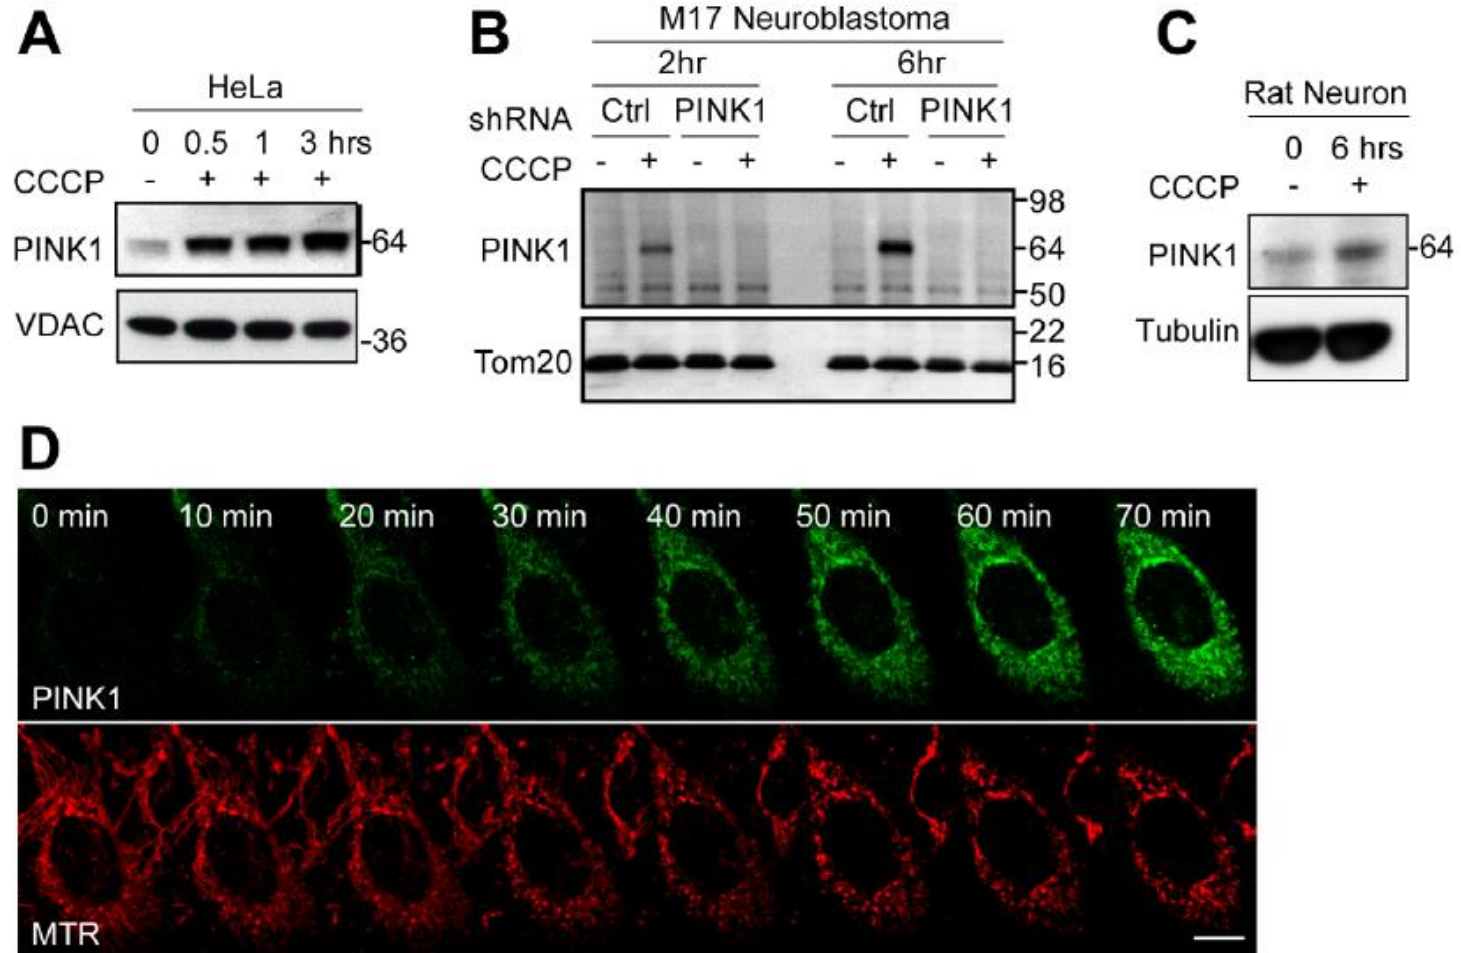 A
HeLa
0 0.5 1 3 hrs
CCCP - + + +
PINK1 -64
VDAC -36
B
M17 Neuroblastoma
2hr 6hr
shRNA Ctrl PINK1 Ctrl PINK1
CCCP - + - + - + - +
-98
PINK1 -64
-50
-22
Tom20 -16
C
Rat Neuron
0 6 hrs
CCCP - +
PINK1 -64
Tubulin
D
0 min 10 min 20 min 30 min 40 min 50 min 60 min 70 min
PINK1
MTR